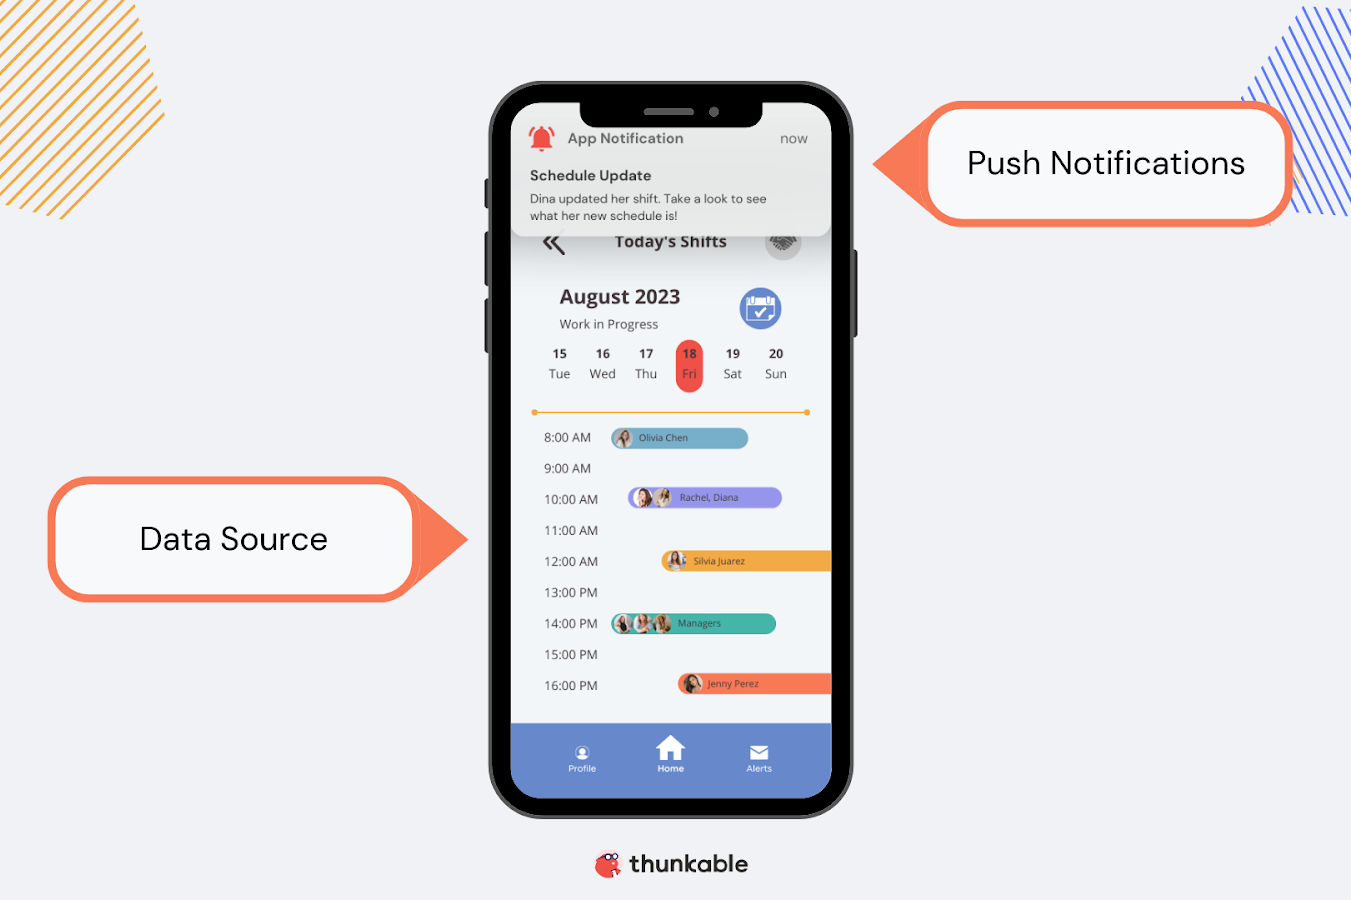 App Notification now
Schedule Update
Dina updated her shift. Take a look to see
what her new schedule is!
Push Notifications
Today's Shifts
August 2023
Work in Progress
15 16 17 18 19 20
Tue Wed Thu Fri Sat Sun
8:00 AM Olivia Chen
9:00 AM
10:00 AM Rachel, Diana
11:00 AM
Data Source
12:00 AM Silvia Juarez
13:00 PM
14:00 PM Managers
15:00 PM
16:00 PM Jenny Perez
Profile Home Alerts
thunkable